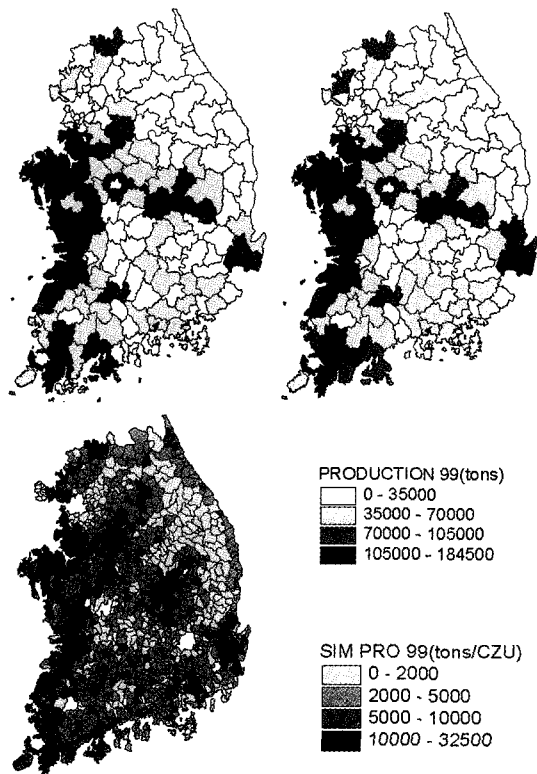 PRODUCTION 99(tons)
0 - 35000
35000 - 70000
70000 - 105000
105000 - 184500
SIM PRO 99(tons/CZU)
0 - 2000
2000 - 5000
5000 - 10000
10000 - 32500